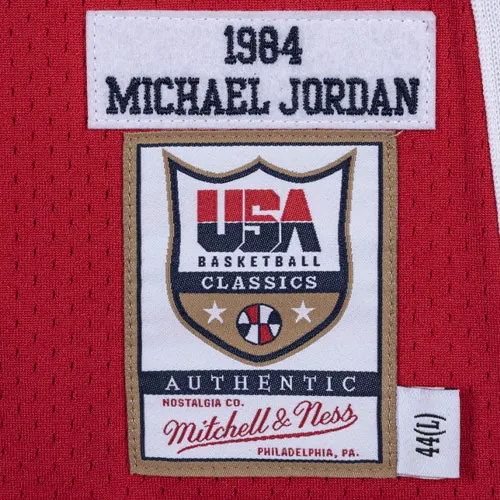 1984
MICHAEL JORDAN
USA
BASKETBALL
CLASSICS
AUTHENTIC
NOSTALGIA CO.
Mitchell & Ness
PHILADELPHIA, PA.
44(L)